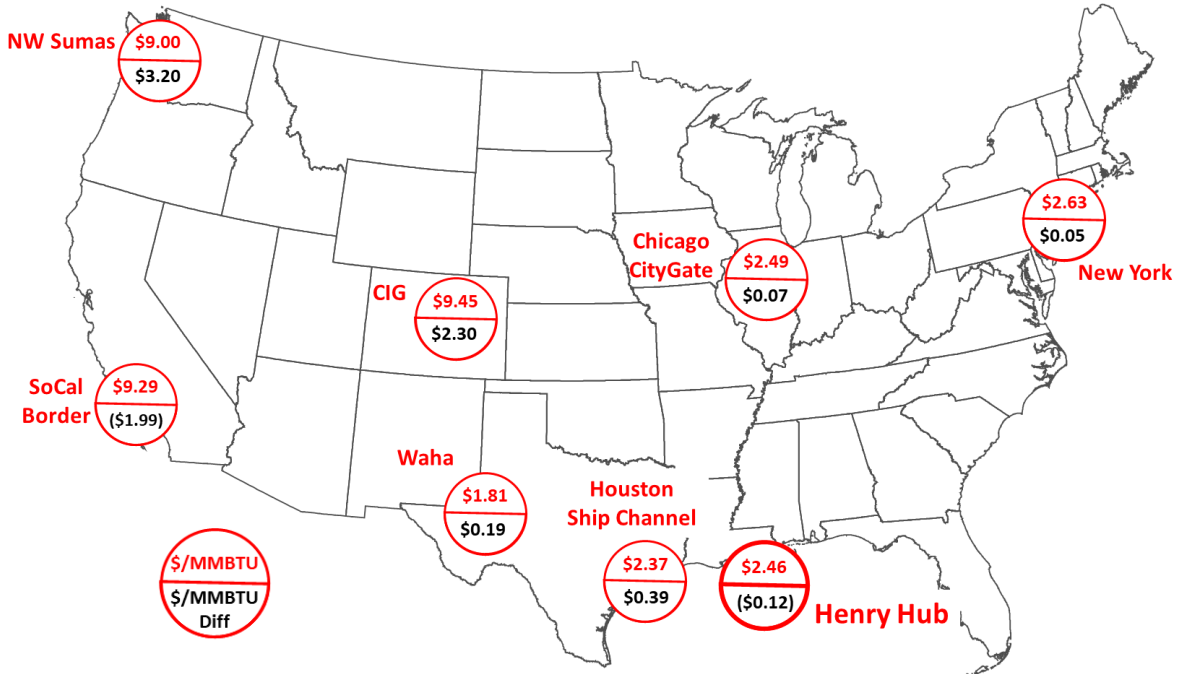 NW Sumas
$9.00
$3.20
$2.63
$0.05
New York
Chicago
CityGate
$2.49
$0.07
CIG
$9.45
$2.30
SoCal
Border
$9.29
($1.99)
Waha
$1.81
$0.19
Houston
Ship Channel
$2.37
$0.39
$2.46
($0.12)
Henry Hub
$/MMBTU
$/MMBTU
Diff